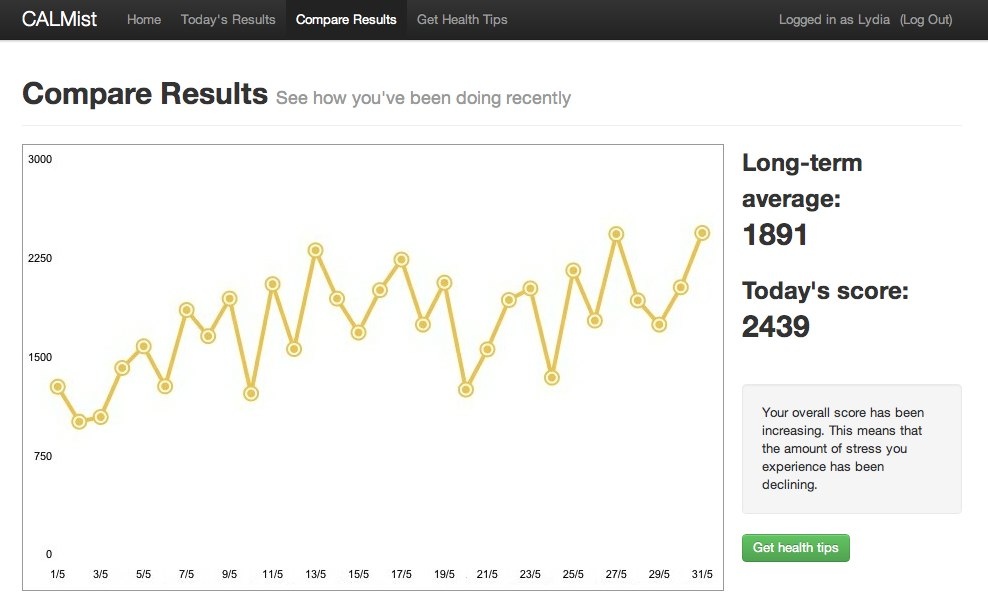 CALMist Home Today's Results Compare Results Get Health Tips Logged in as Lydia (Log Out)
Compare Results See how you've been doing recently
3000
2250
1500
750
0
1/5 3/5 5/5 7/5 9/5 11/5 13/5 15/5 17/5 19/5 21/5 23/5 25/5 27/5 29/5 31/5
Long-term
average:
1891
Today's score:
2439
Your overall score has been
increasing. This means that
the amount of stress you
experience has been
declining.
Get health tips